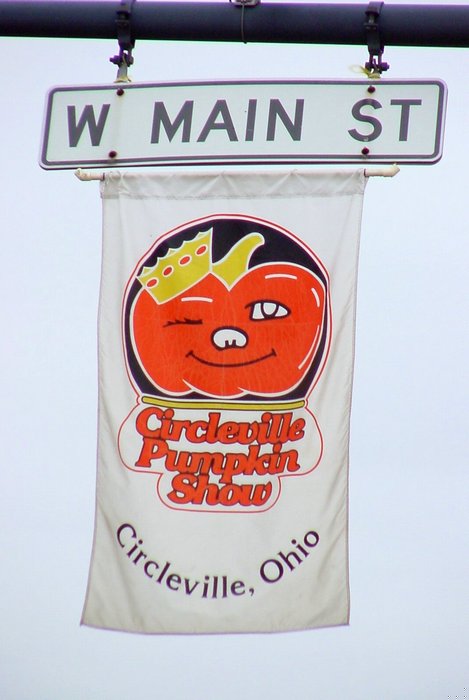 W MAIN ST
Circleville
Pumpkin
Show
Circleville, Ohio